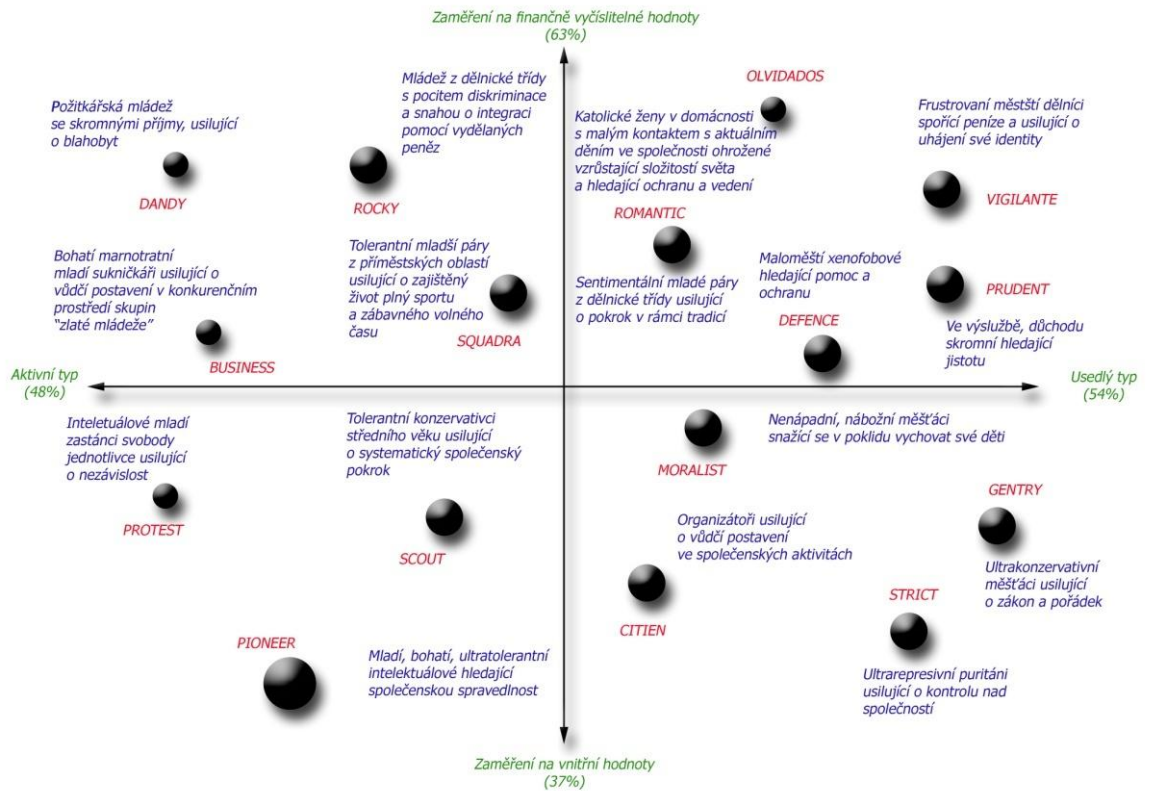 Zaměření na finančně vyčíslitelné hodnoty
(63%)
Požitkářská mládež
se skromnými příjmy, usilující
o blahobyt
DANDY
Mládež z dělnické třídy
s pocitem diskriminace
a snahou o integraci
pomocí vydělaných
peněz
ROCKY
OLVIDADOS
Katolické ženy v domácnosti
s malým kontaktem s aktuálním
děním ve společnosti ohrožené
vzrůstající složitostí světa
a hledající ochranu a vedení
Frustrovaní městští dělníci
spořící peníze a usilující o
uhájení své identity
VIGILANTE
Bohatí marnotratní
mladí sukničkáři usilující o
vůdčí postavení v konkurenčním
prostředí skupin
"zlaté mládeže"
BUSINESS
Tolerantní mladší páry
z příměstských oblastí
usilující o zajištěný
život plný sportu
a zábavného volného
času
SQUADRA
ROMANTIC
Sentimentální mladé páry
z dělnické třídy usilující
o pokrok v rámci tradicí
Maloměští xenofobové
hledající pomoc a
ochranu
DEFENCE
PRUDENT
Ve výslužbě, důchodu
skromní hledající
jistotu
Aktivní typ
(48%)
Usedlý typ
(54%)
Inteletuálové mladí
zastánci svobody
jednotlivce usilující
o nezávislost
PROTEST
Tolerantní konzervativci
středního věku usilující
o systematický společenský
pokrok
SCOUT
Nenápadní, nábožní měšťáci
snažící se v poklidu vychovat své děti
MORALIST
GENTRY
Ultrakonzervativní
měšťáci usilující
o zákon a pořádek
Organizátoři usilující
o vůdčí postavení
ve společenských aktivitách
CITIEN
STRICT
Ultrarepresivní puritáni
usilující o kontrolu nad
společností
PIONEER
Mladí, bohatí, ultratolerantní
intelektuálové hledající
společenskou spravedlnost
Zaměření na vnitřní hodnoty
(37%)